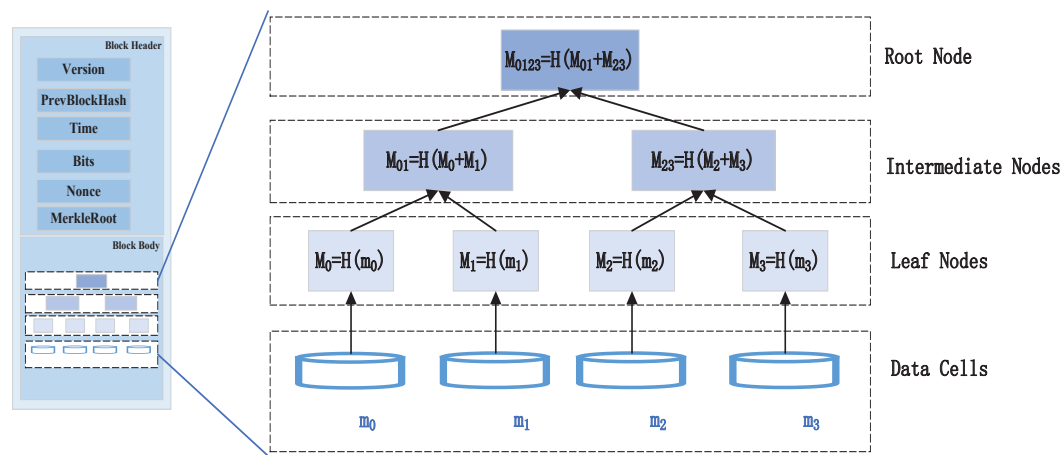 Block Header
Version
PrevBlockHash
Time
Bits
Nonce
MerkleRoot
Block Body
M₀₁₂₃=H(M₀₁+M₂₃)
Root Node
M₀₁=H(M₀+M₁)
M₂₃=H(M₂+M₃)
Intermediate Nodes
M₀=H(m₀)
M₁=H(m₁)
M₂=H(m₂)
M₃=H(m₃)
Leaf Nodes
Data Cells
m₀
m₁
m₂
m₃